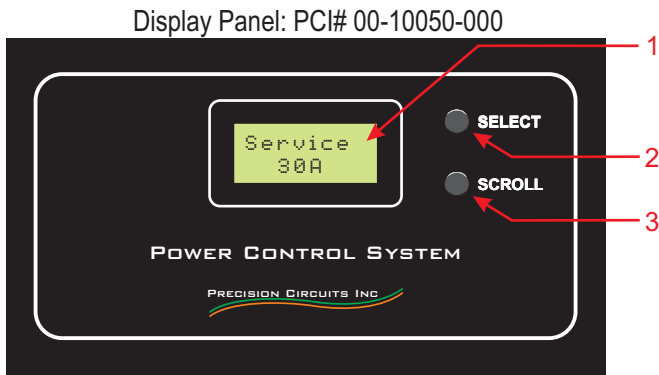 Display Panel: PCI# 00-10050-000
1
Service
30A
SELECT
2
SCROLL
3
POWER CONTROL SYSTEM
PRECISION CIRCUITS INC